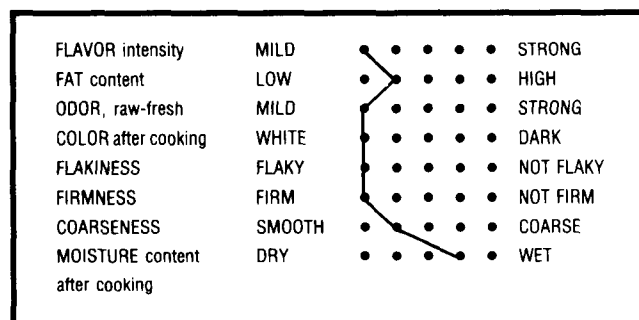 FLAVOR intensity MILD STRONG
FAT content LOW HIGH
ODOR, raw-fresh MILD STRONG
COLOR after cooking WHITE DARK
FLAKINESS FLAKY NOT FLAKY
FIRMNESS FIRM NOT FIRM
COARSENESS SMOOTH COARSE
MOISTURE content DRY WET
after cooking